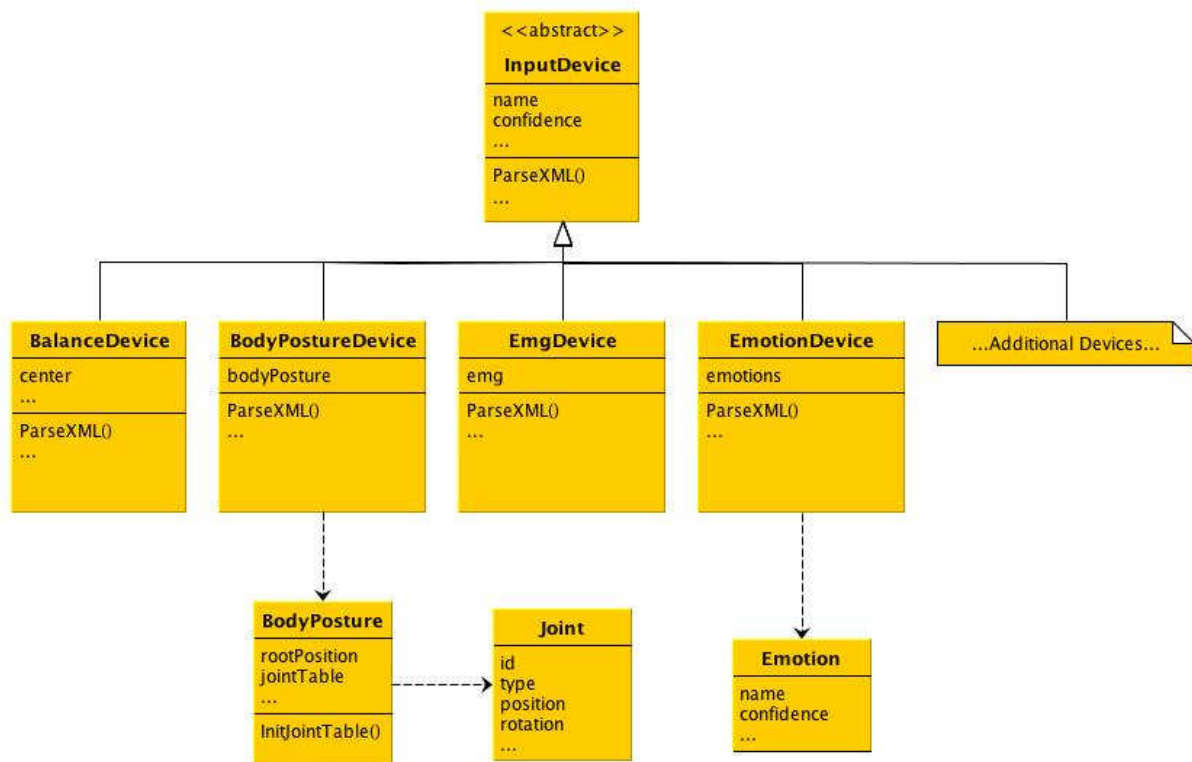 <<abstract>>
InputDevice
name
confidence
...
ParseXML()
...
BalanceDevice
center
...
ParseXML()
...
BodyPostureDevice
bodyPosture
ParseXML()
...
EmgDevice
emg
ParseXML()
...
EmotionDevice
emotions
ParseXML()
...
...Additional Devices...
BodyPosture
rootPosition
jointTable
...
InitJointTable()
Joint
id
type
position
rotation
...
Emotion
name
confidence
...